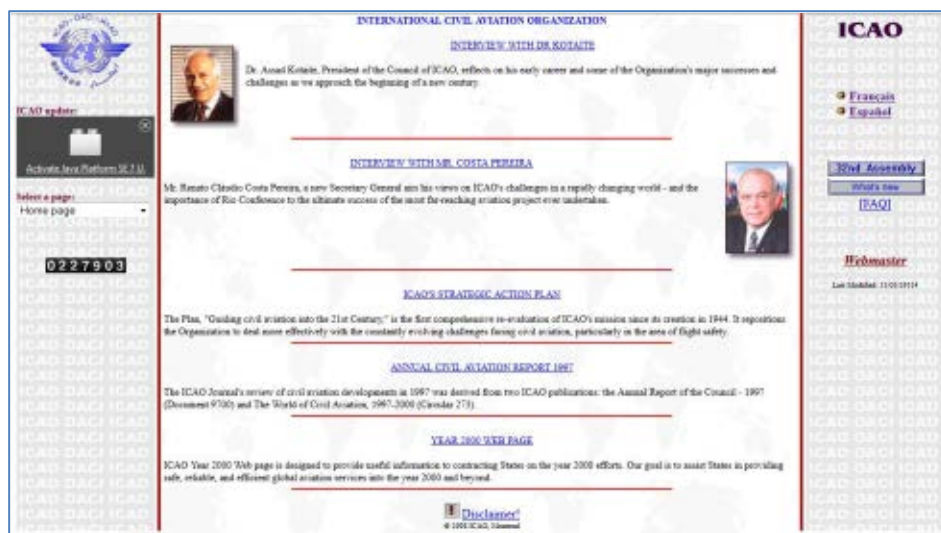 INTERNATIONAL CIVIL AVIATION ORGANIZATION
INTERVIEW WITH DR KOTAITE
Dr. Assad Kotaite, President of the Council of ICAO, reflects on his early career and some of the Organization's major successes and
challenges as we approach the beginning of a new century.
INTERVIEW WITH MR. COSTA PEREIRA
Mr. Renato Cláudio Costa Pereira, a new Secretary General airs his views on ICAO's challenges in a rapidly changing world - and the
importance of Rio Conference to the ultimate success of the most far-reaching aviation project ever undertaken.
ICAO'S STRATEGIC ACTION PLAN
The Plan, "Guiding civil aviation into the 21st Century," is the first comprehensive re-evaluation of ICAO's mission since its creation in 1944. It repositions
the Organization to deal more effectively with the constantly evolving challenges facing civil aviation, particularly in the area of flight safety.
ANNUAL CIVIL AVIATION REPORT 1997
The ICAO Journal's review of civil aviation developments in 1997 was derived from two ICAO publications: the Annual Report of the Council - 1997
(Document 9700) and The World of Civil Aviation, 1997-2000 (Circular 273).
YEAR 2000 WEB PAGE
ICAO Year 2000 Web page is designed to provide useful information to contracting States on the year 2000 efforts. Our goal is to assist States in providing
safe, reliable, and efficient global aviation services into the year 2000 and beyond.
Disclaimer!
© 1998 ICAO, Montreal
ICAO update:
Activate Java Platform SE 7 U.
Select a page:
Home page
0227903
ICAO
Français
Español
32nd Assembly
What's new
[FAQ]
Webmaster
Last Modified: